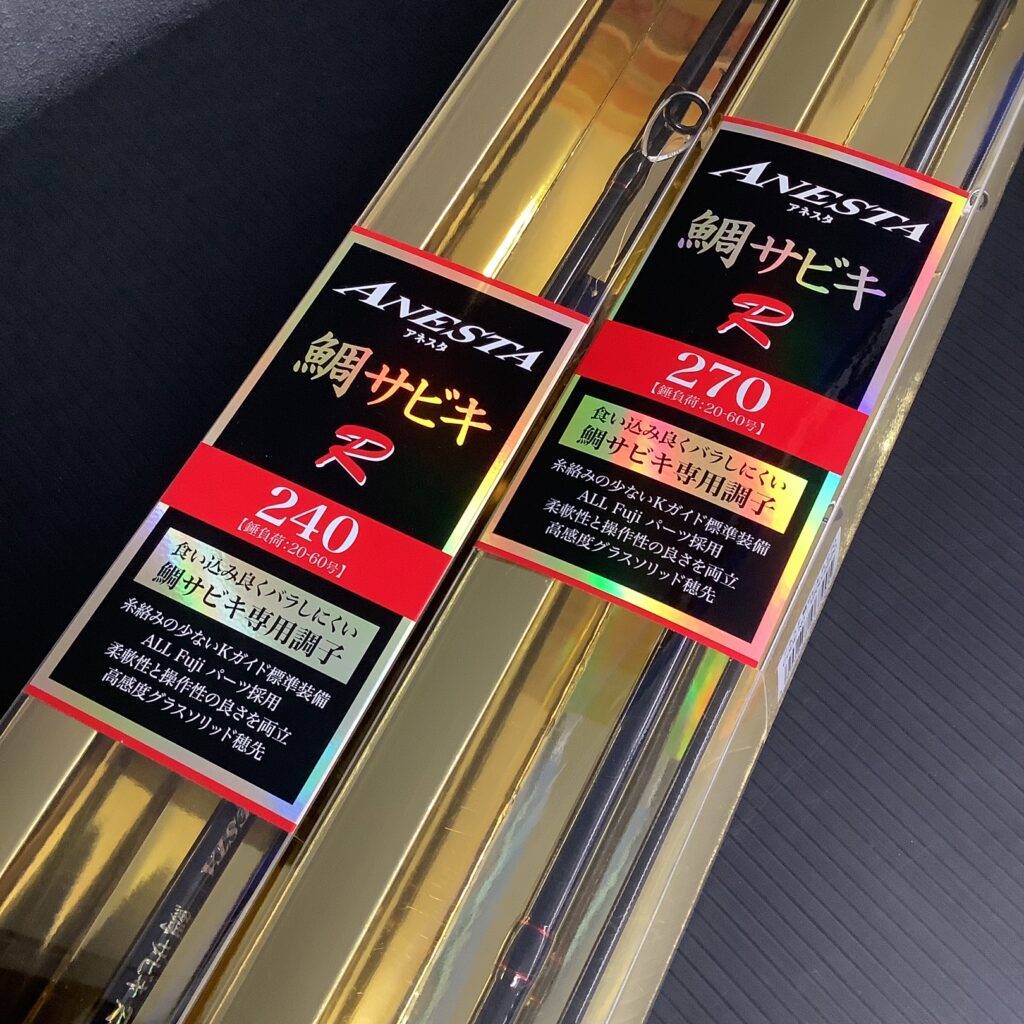 ANESTA
アネスタ
鯛サビキ
R
240
【錘負荷:20-60号】
食い込み良くバラしにくい
鯛サビキ専用調子
糸絡みの少ないKガイド標準装備
ALL Fuji パーツ採用
柔軟性と操作性の良さを両立
高感度グラスソリッド穂先
ANESTA
アネスタ
鯛サビキ
R
270
【錘負荷:20-60号】
食い込み良くバラしにくい
鯛サビキ専用調子
糸絡みの少ないKガイド標準装備
ALL Fuji パーツ採用
柔軟性と操作性の良さを両立
高感度グラスソリッド穂先
鯛サビキ